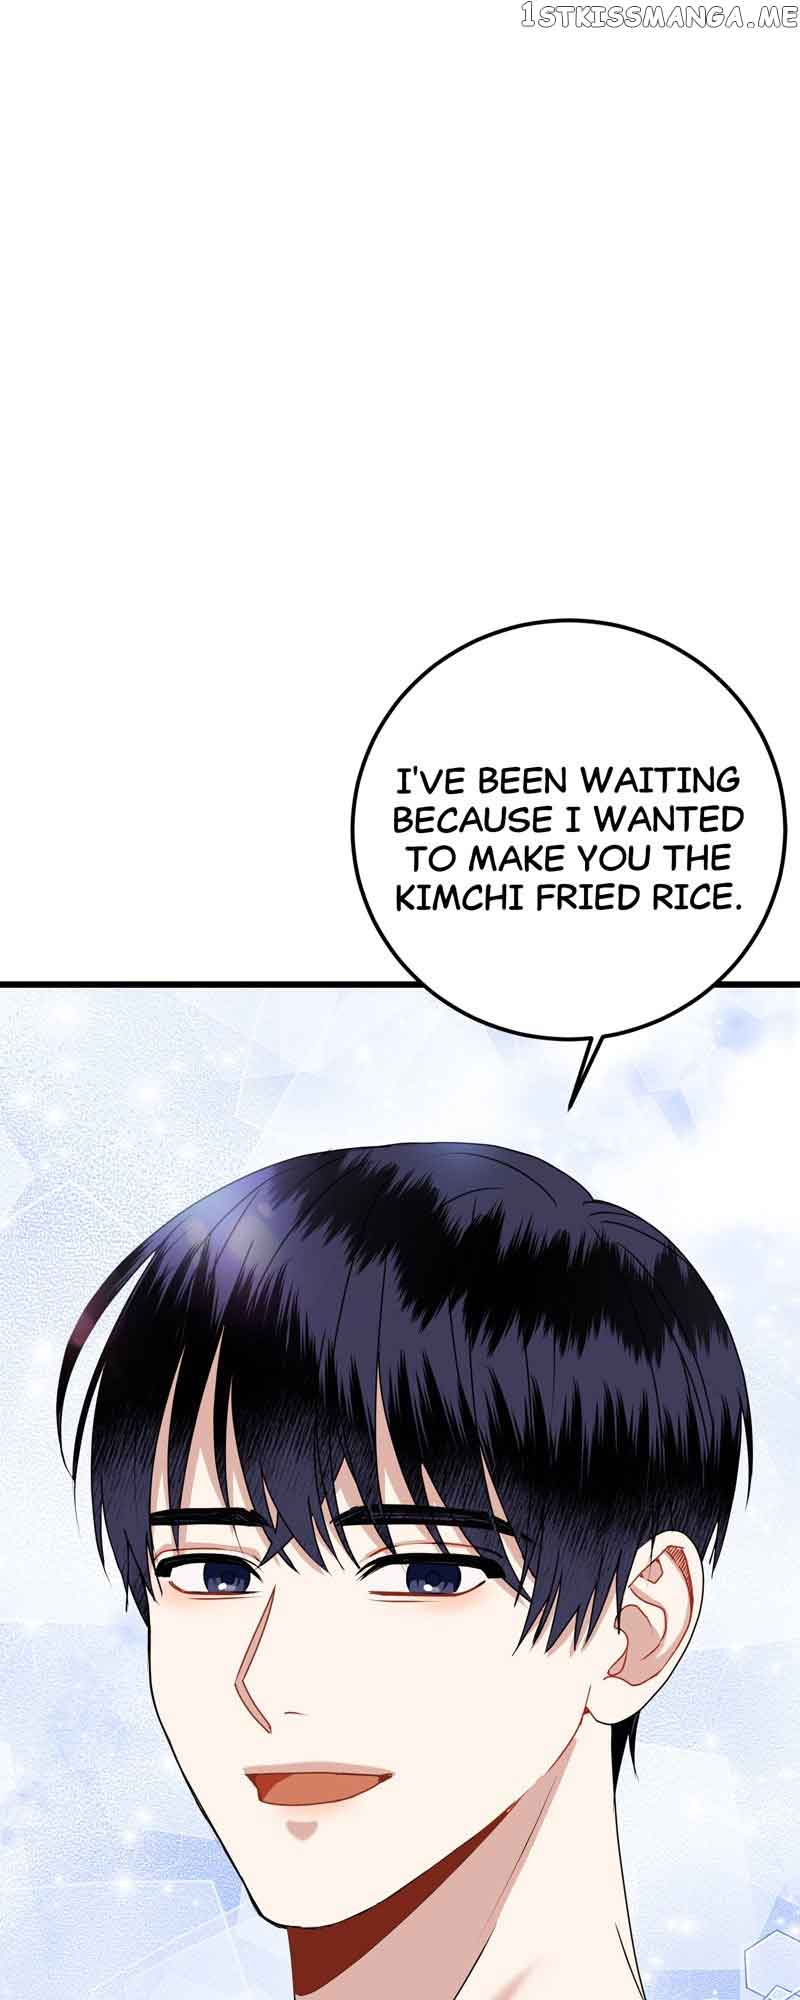 1STKISSMANGA.ME
I'VE BEEN WAITING
BECAUSE I WANTED
TO MAKE YOU THE
KIMCHI FRIED RICE.